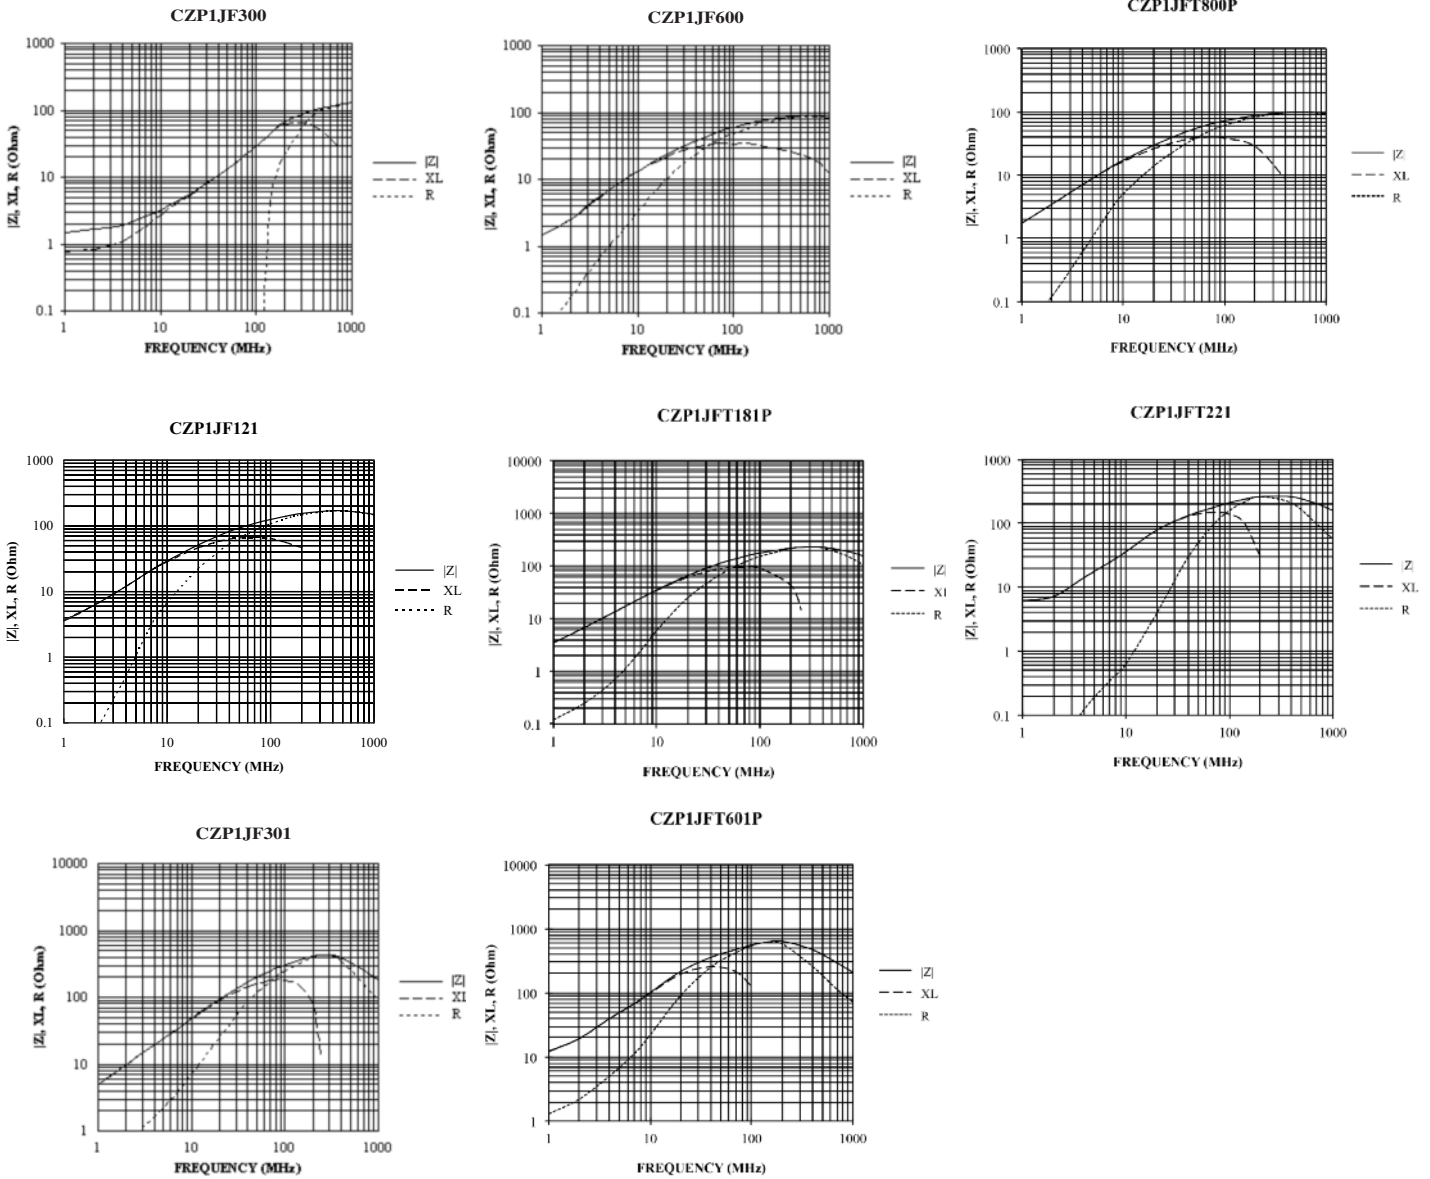 CZP1JF300
1000
100
10
1
0.1
|Z|, XL, R (Ohm)
1 10 100 1000
FREQUENCY (MHz)
|Z|
XL
R
CZP1JF600
1000
100
10
1
0.1
|Z|, XL, R (Ohm)
1 10 100 1000
FREQUENCY (MHz)
|Z|
XL
R
CZP1JFT800P
1000
100
10
1
0.1
|Z|, XL, R (Ohm)
1 10 100 1000
FREQUENCY (MHz)
|Z|
XL
R
CZP1JF121
1000
100
10
1
0.1
|Z|, XL, R (Ohm)
1 10 100 1000
FREQUENCY (MHz)
|Z|
XL
R
CZP1JFT181P
10000
1000
100
10
1
0.1
|Z|, XL, R (Ohm)
1 10 100 1000
FREQUENCY (MHz)
|Z|
XL
R
CZP1JFT221
1000
100
10
1
0.1
|Z|, XL, R (Ohm)
1 10 100 1000
FREQUENCY (MHz)
|Z|
XL
R
CZP1JF301
10000
1000
100
10
1
|Z|, XL, R (Ohm)
1 10 100 1000
FREQUENCY (MHz)
|Z|
XL
R
CZP1JFT601P
10000
1000
100
10
1
|Z|, XL, R (Ohm)
1 10 100 1000
FREQUENCY (MHz)
|Z|
XL
R